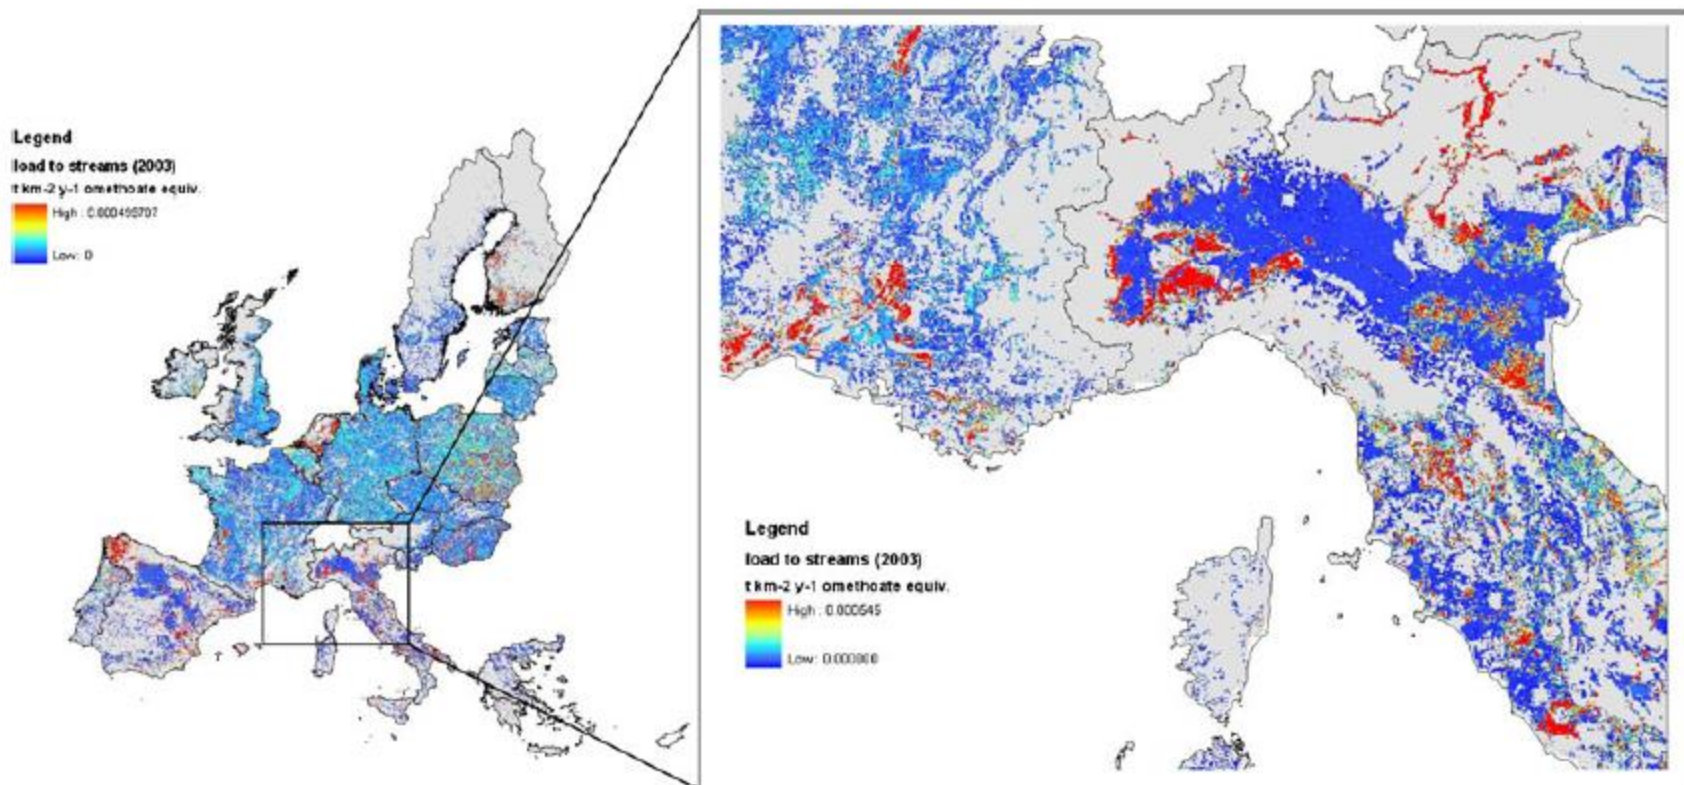 Legend
load to streams (2003)
t km-2 y-1 omethoate equiv.
High : 0.000495707
Low: 0
Legend
load to streams (2003)
t km-2 y-1 omethoate equiv.
High : 0.000545
Low: 0.000000